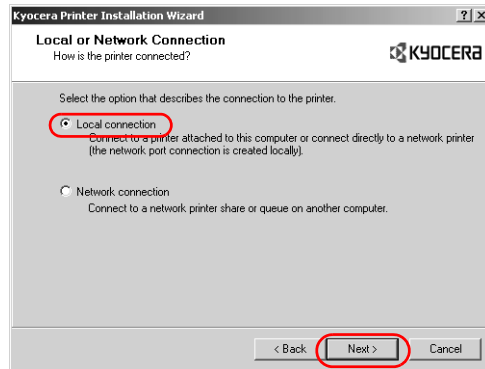 Kyocera Printer Installation Wizard
Local or Network Connection
How is the printer connected?
KYOCERA
Select the option that describes the connection to the printer.
Local connection
Connect to a printer attached to this computer or connect directly to a network printer
(the network port connection is created locally).
Network connection
Connect to a network printer share or queue on another computer.
< Back
Next >
Cancel